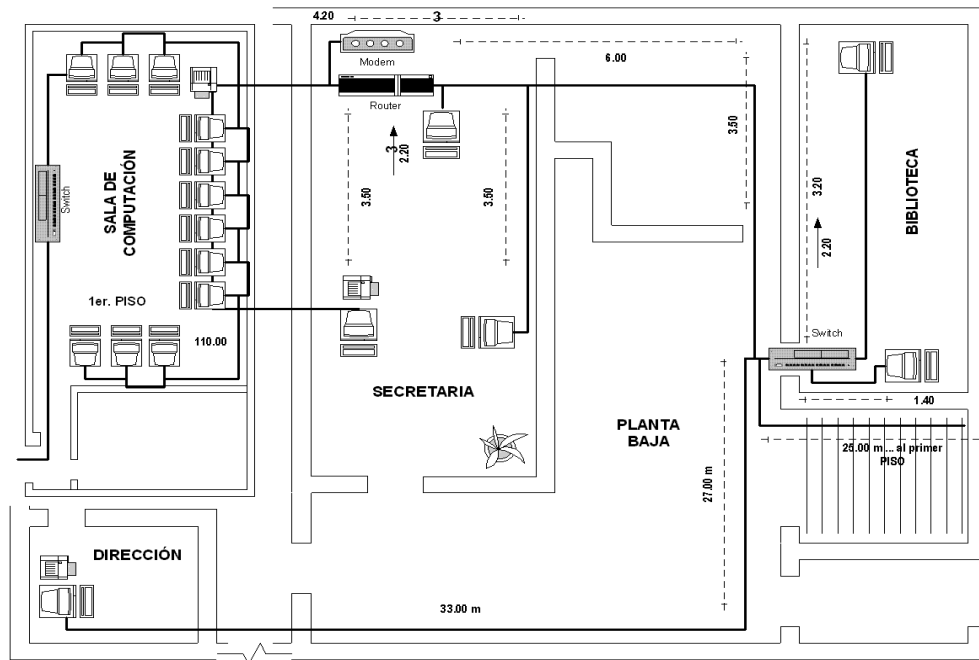 4.20
3
Modem
6.00
Router
3
2.20
3.50
3.50
3.50
Switch
SALA DE
COMPUTACIÓN
1er. PISO
110.00
3.20
2.20
BIBLIOTECA
Switch
1.40
SECRETARIA
PLANTA
BAJA
25.00 m... al primer
PISO
27.00 m
DIRECCIÓN
33.00 m